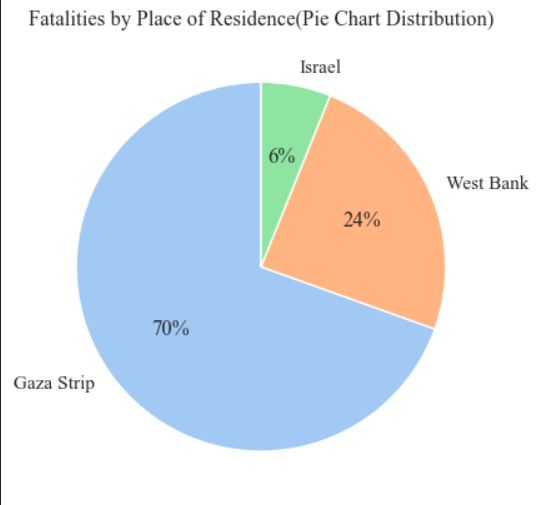 Fatalities by Place of Residence(Pie Chart Distribution)
Israel
6%
West Bank
24%
70%
Gaza Strip